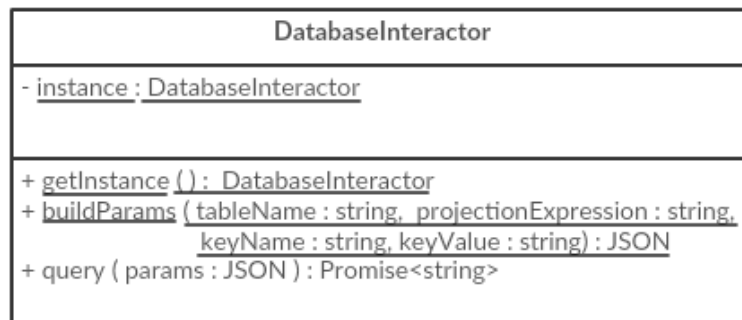 DatabaseInteractor
- instance : DatabaseInteractor
+ getInstance ( ) : DatabaseInteractor
+ buildParams ( tableName : string, projectionExpression : string,
keyName : string, keyValue : string) : JSON
+ query ( params : JSON ) : Promise<string>